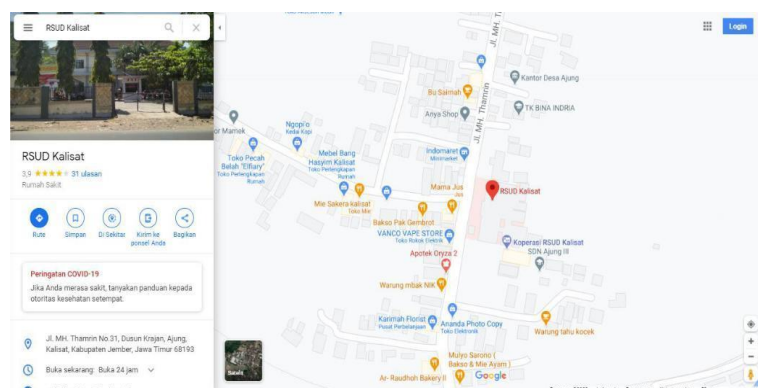 RSUD Kalisat
RSUD Kalisat
3,9 31 ulasan
Rumah Sakit
Rute
Simpan
Di Sekitar
Kirim ke
ponsel Anda
Bagikan
Peringatan COVID-19
Jika Anda merasa sakit, tanyakan panduan kepada
otoritas kesehatan setempat.
Jl. MH. Thamrin No.31, Dusun Krajan, Ajung,
Kalisat, Kabupaten Jember, Jawa Timur 68193
Buka sekarang: Buka 24 jam
Login
Jl. MH. Thamrin
Kantor Desa Ajung
Bu Saimah
TK BINA INDRIA
Anya Shop
or Mamek
Ngopi'o
Kedai Kopi
Indomaret
Minimarket
Toko Pecah
Belah "Elfiary"
Toko Perlengkapan
Rumah
Mebel Bang
Hasyim Kalisat
Toko Perlengkapan
Rumah
Mama Jus
Jus
RSUD Kalisat
Mie Sakera kalisat
Toko Mie
Bakso Pak Gembrot
VANCO VAPE STORE
Toko Rokok Elektrik
Koperasi RSUD Kalisat
SDN Ajung III
Apotek Oryza 2
Warung mbak NIK
Karimah Florist
Pusat Perbelanjaan
Ananda Photo Copy
Toko Elektronik
Warung tahu kocek
Mulyo Sarono (
Bakso & Mie Ayam )
Ar- Raudhoh Bakery II
Google
Satelit